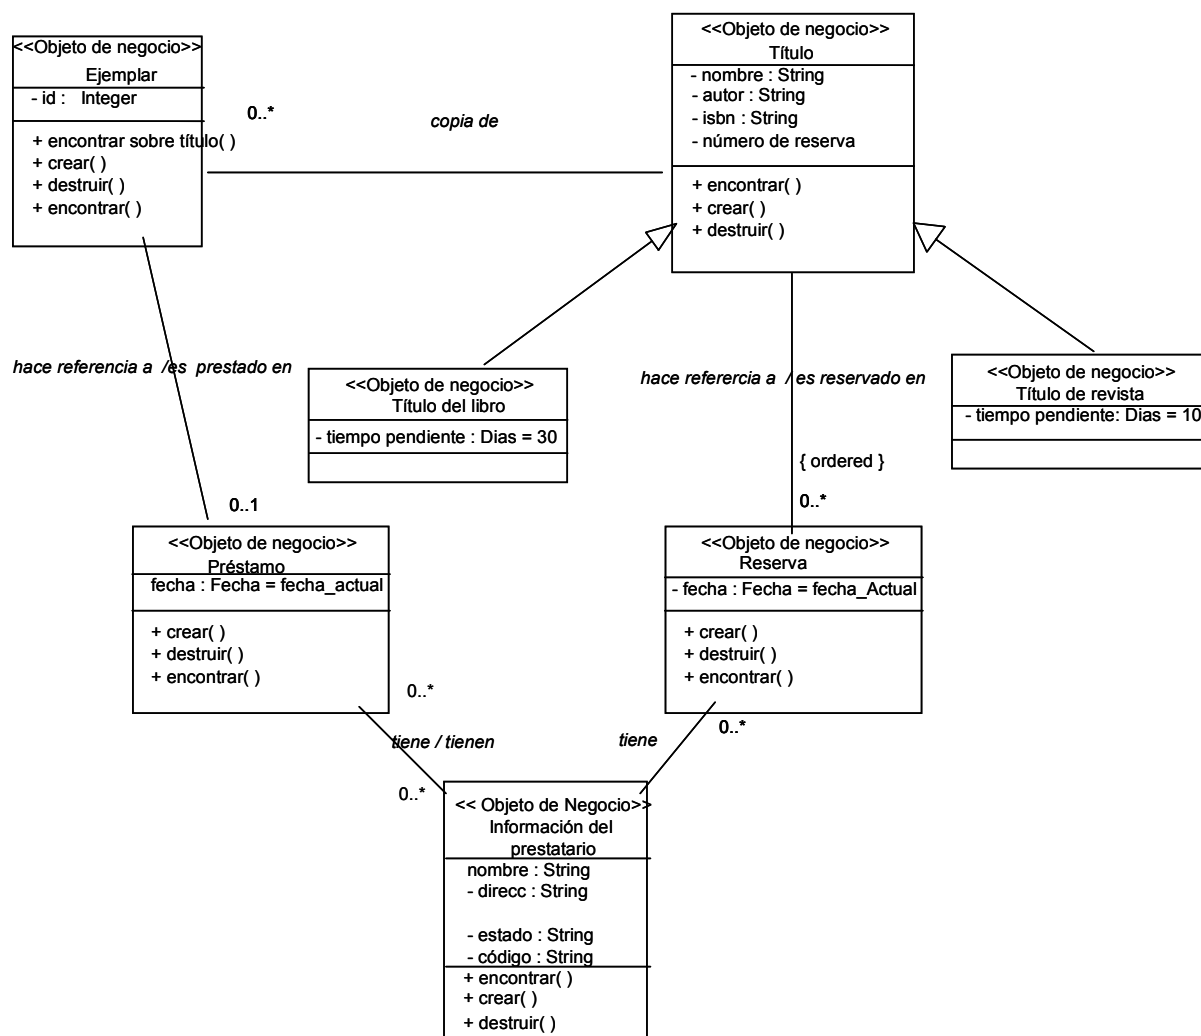 <<Objeto de negocio>>
Ejemplar
- id :   Integer
+ encontrar sobre título( )
+ crear( )
+ destruir( )
+ encontrar( )
0..*
copia de
<<Objeto de negocio>>
Título
- nombre : String
- autor : String
- isbn : String
- número de reserva
+ encontrar( )
+ crear( )
+ destruir( )
hace referencia a  /es  prestado en
<<Objeto de negocio>>
Título del libro
- tiempo pendiente : Dias = 30
hace referercia a  / es reservado en
{ ordered }
0..*
<<Objeto de negocio>>
Título de revista
- tiempo pendiente: Dias = 10
0..1
<<Objeto de negocio>>
Préstamo
fecha : Fecha = fecha_actual
+ crear( )
+ destruir( )
+ encontrar( )
0..*
<<Objeto de negocio>>
Reserva
- fecha : Fecha = fecha_Actual
+ crear( )
+ destruir( )
+ encontrar( )
0..*
tiene / tienen
tiene
0..*
<< Objeto de Negocio>>
Información del
prestatario
nombre : String
- direcc : String
- estado : String
- código : String
+ encontrar( )
+ crear( )
+ destruir( )